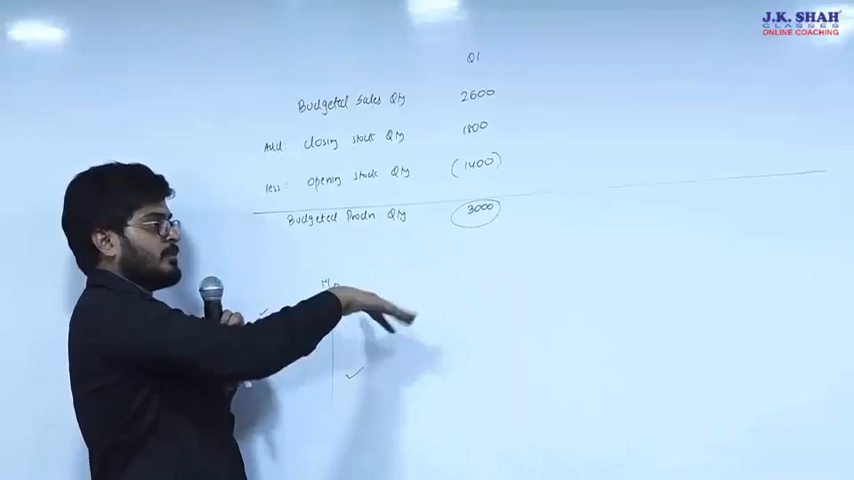 J.K. SHAH
CLASSES
ONLINE COACHING
Q1
Budgeted Sales Qty 2600
Add: Closing stock Qty 1800
less: Opening stock Qty (1400)
Budgeted Prodn Qty 3000